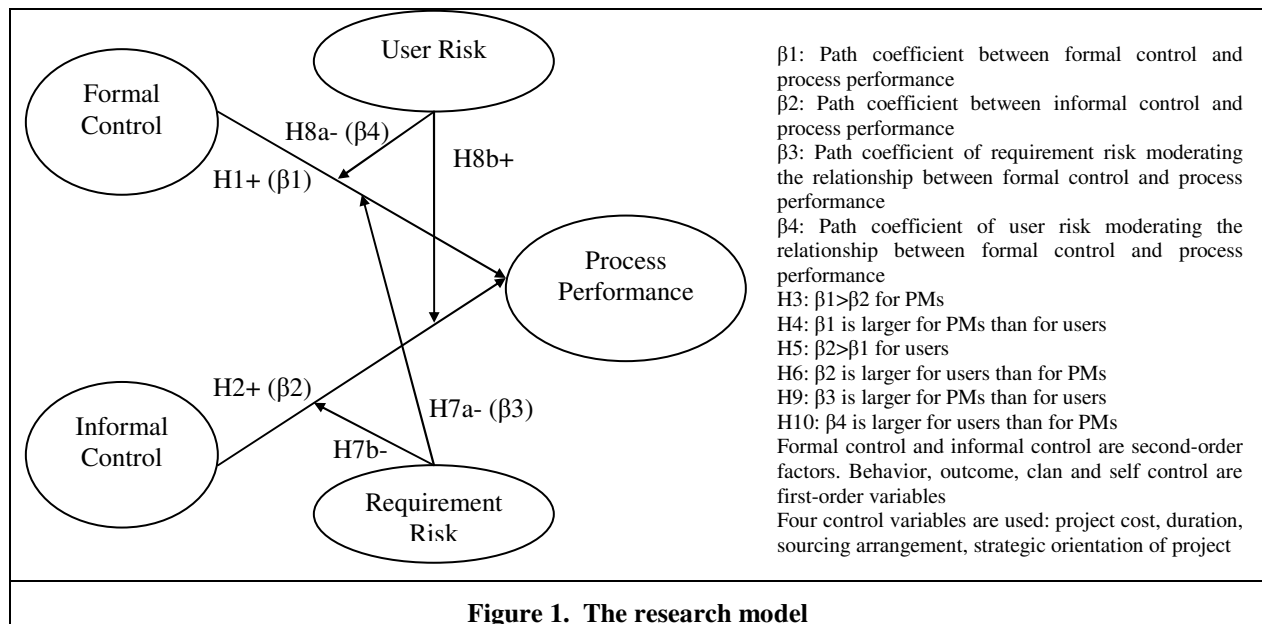 User Risk
Formal
Control
H8a- (β4)
H8b+
H1+ (β1)
Process
Performance
H2+ (β2)
H7a- (β3)
H7b-
Informal
Control
Requirement
Risk
β1: Path coefficient between formal control and
process performance
β2: Path coefficient between informal control and
process performance
β3: Path coefficient of requirement risk moderating
the relationship between formal control and process
performance
β4: Path coefficient of user risk moderating the
relationship between formal control and process
performance
H3: β1>β2 for PMs
H4: β1 is larger for PMs than for users
H5: β2>β1 for users
H6: β2 is larger for users than for PMs
H9: β3 is larger for PMs than for users
H10: β4 is larger for users than for PMs
Formal control and informal control are second-order
factors. Behavior, outcome, clan and self control are
first-order variables
Four control variables are used: project cost, duration,
sourcing arrangement, strategic orientation of project
Figure 1. The research model